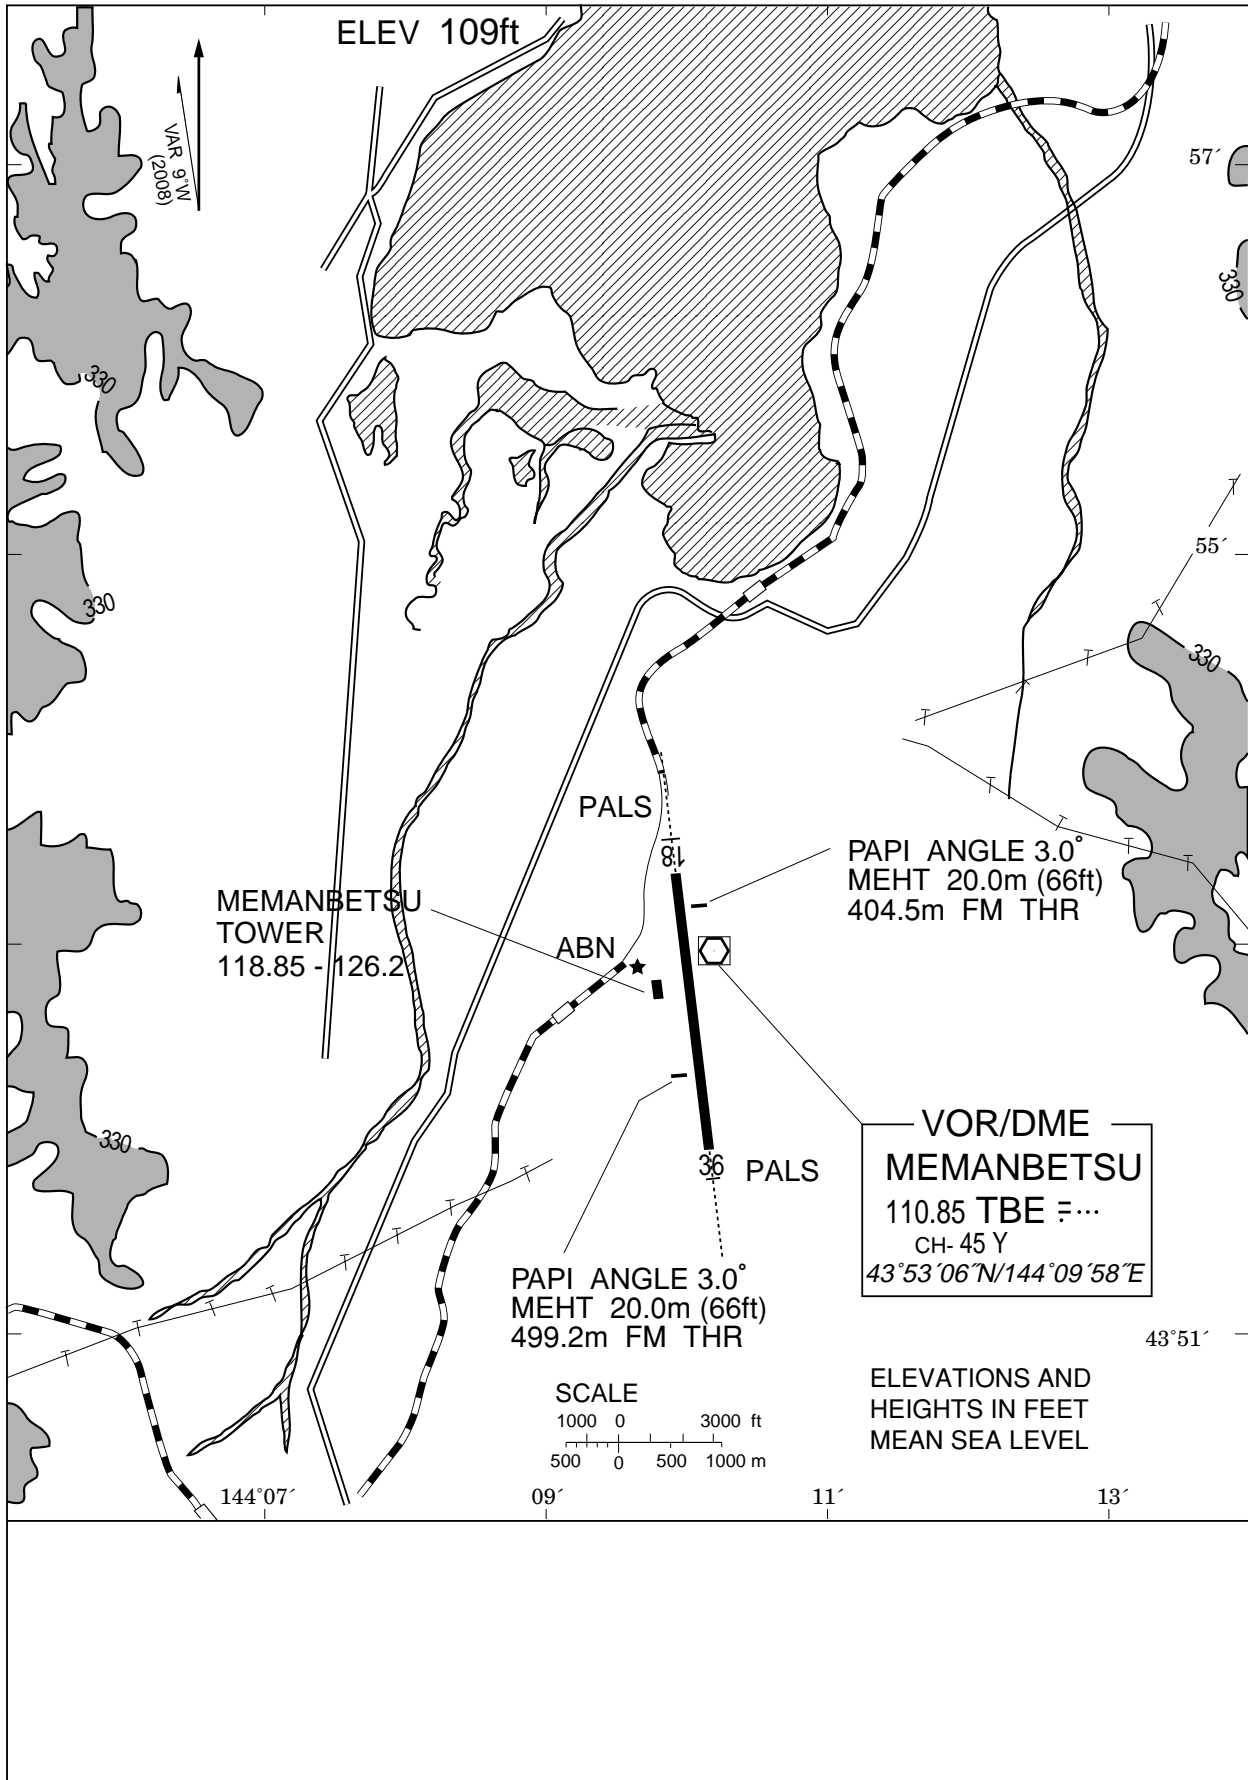 ELEV 109ft
VAR 9°W
(2008)
57´
330
330
330
55´
330
PALS
18
PAPI ANGLE 3.0°
MEHT 20.0m (66ft)
404.5m FM THR
MEMANBETSU
TOWER
118.85 - 126.2
ABN
330
36
PALS
VOR/DME
MEMANBETSU
110.85 TBE
CH- 45 Y
43°53´06˝N/144°09´58˝E
PAPI ANGLE 3.0°
MEHT 20.0m (66ft)
499.2m FM THR
43°51´
ELEVATIONS AND
HEIGHTS IN FEET
MEAN SEA LEVEL
SCALE
1000 0 3000 ft
500 0 500 1000 m
144°07´ 09´ 11´ 13´